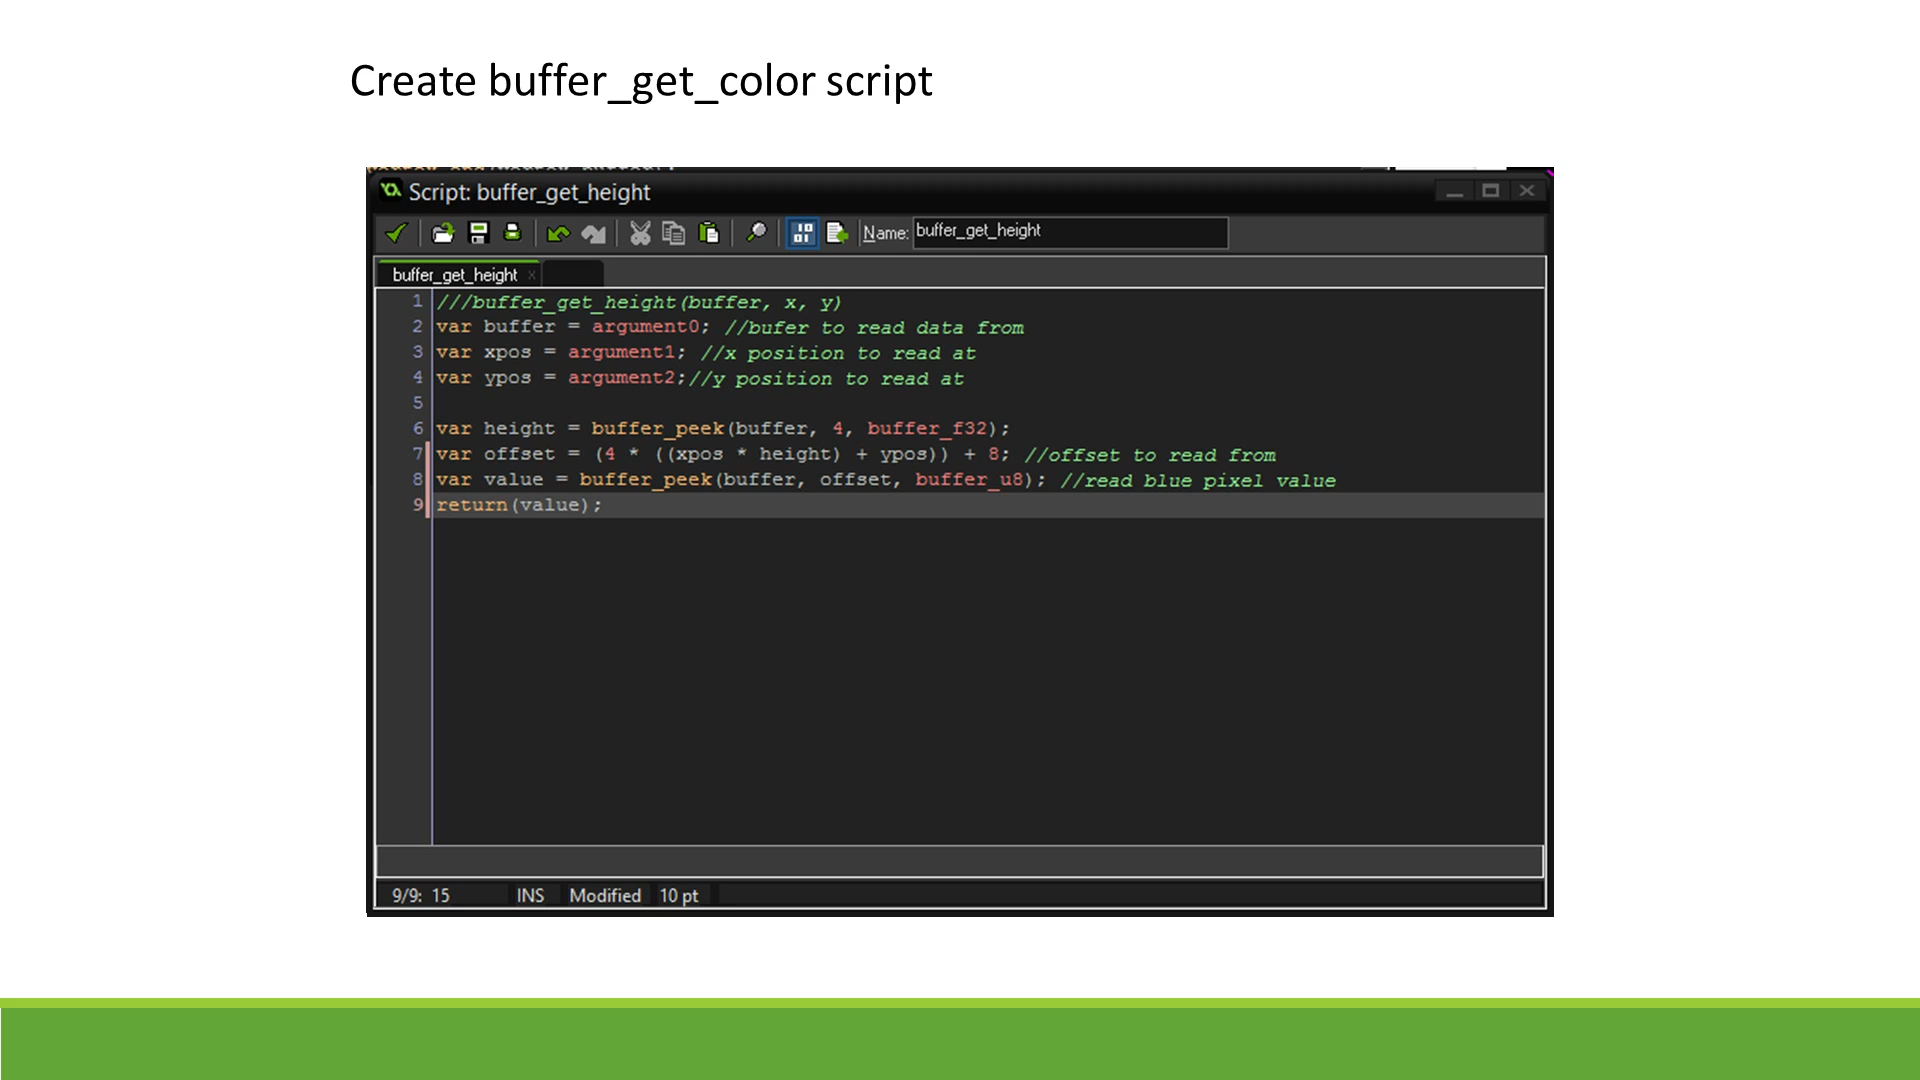 Create buffer_get_color script
Script: buffer_get_height
Name: buffer_get_height
buffer_get_height x
1 ///buffer_get_height(buffer, x, y)
2 var buffer = argument0; //bufer to read data from
3 var xpos = argument1; //x position to read at
4 var ypos = argument2;//y position to read at
5
6 var height = buffer_peek(buffer, 4, buffer_f32);
7 var offset = (4 * ((xpos * height) + ypos)) + 8; //offset to read from
8 var value = buffer_peek(buffer, offset, buffer_u8); //read blue pixel value
9 return(value);
9/9: 15 INS Modified 10 pt